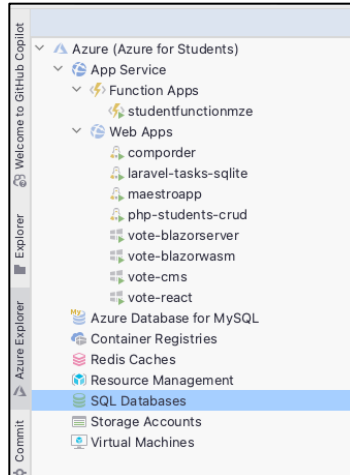 Welcome to GitHub Copilot
Explorer
Azure Explorer
Commit
Azure (Azure for Students)
App Service
Function Apps
studentfunctionmze
Web Apps
comporder
laravel-tasks-sqlite
maestroapp
php-students-crud
vote-blazorserver
vote-blazorwasm
vote-cms
vote-react
My
Azure Database for MySQL
Container Registries
Redis Caches
Resource Management
SQL Databases
Storage Accounts
Virtual Machines